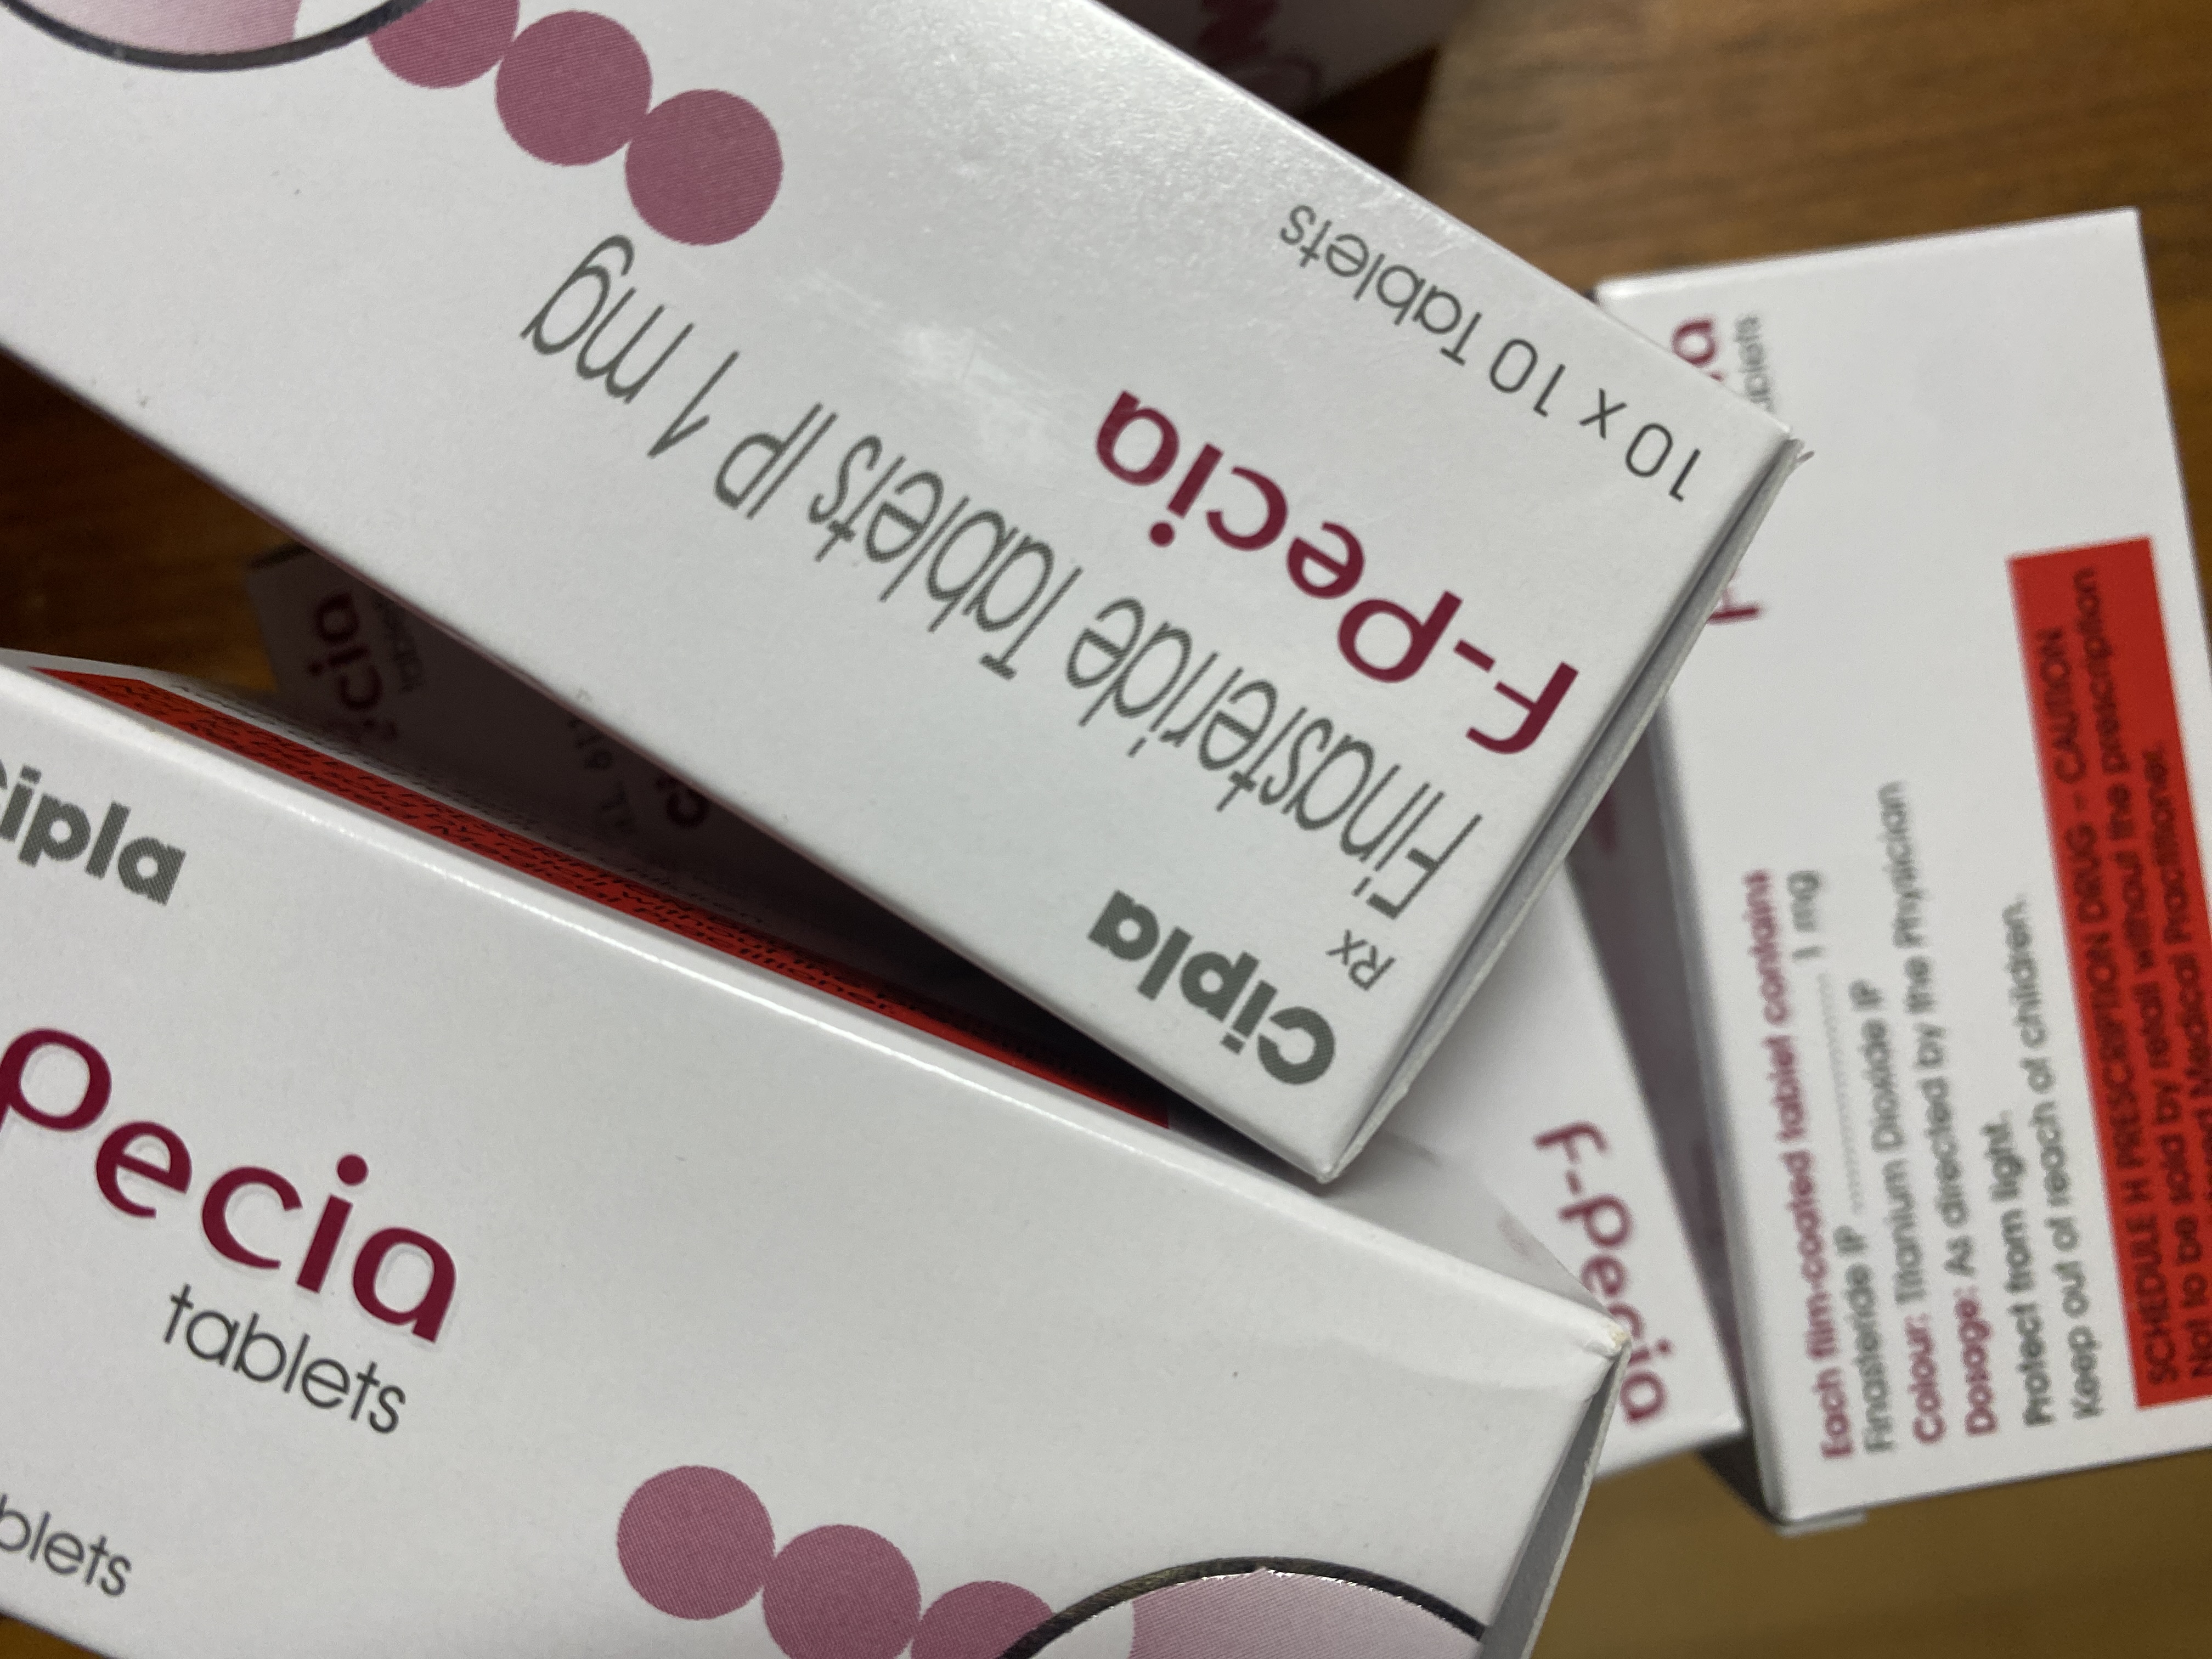 cipla
Rx
Finasteride Tablets IP 1 mg
F-Pecia
10 x 10 Tablets
cipla
Pecia
tablets
blets
F-Pecia
Each film-coated tablet contains
Finasteride IP ................ 1 mg
Colour: Titanium Dioxide IP
Dosage: As directed by the Physician
Protect from light.
Keep out of reach of children.
SCHEDULE H PRESCRIPTION DRUG - CAUTION
Not to be sold by retail without the prescription
Medical Practitioner.
cia